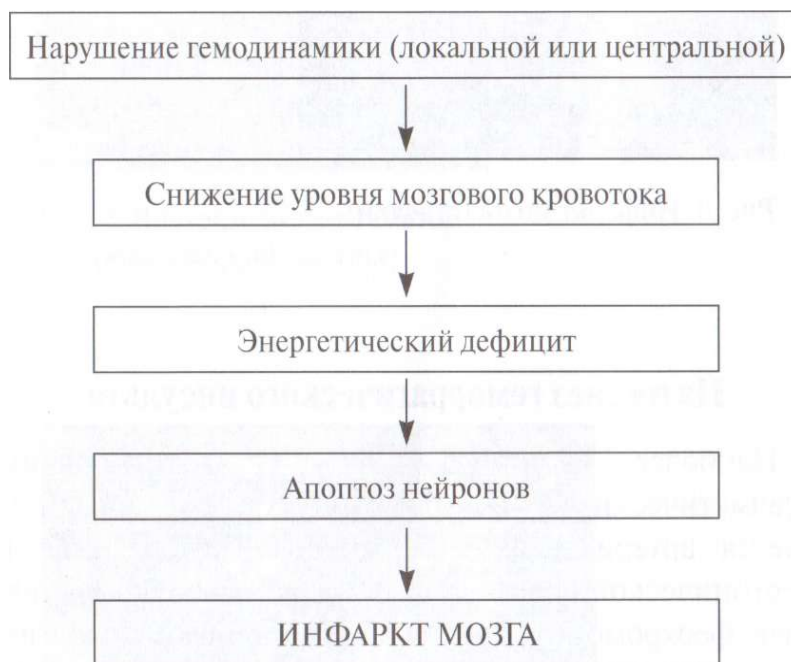 Нарушение гемодинамики (локальной или центральной)
Снижение уровня мозгового кровотока
Энергетический дефицит
Апоптоз нейронов
ИНФАРКТ МОЗГА